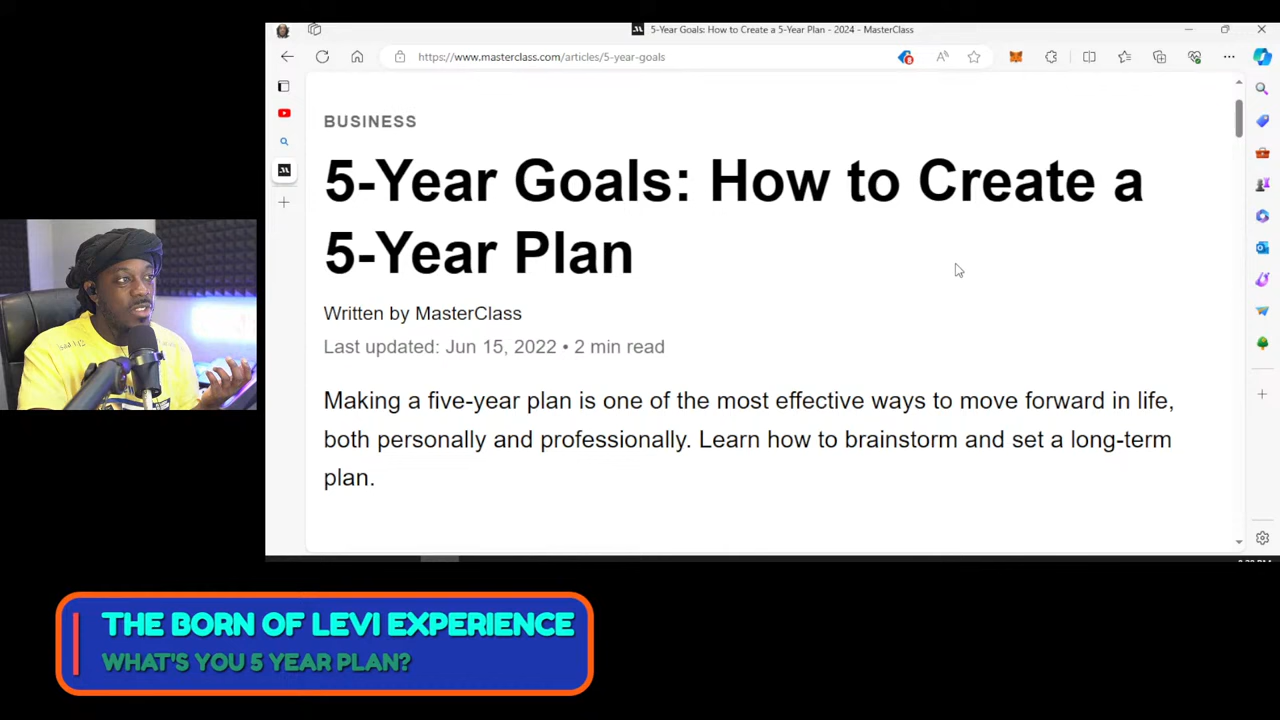 5-Year Goals: How to Create a 5-Year Plan - 2024 - MasterClass
https://www.masterclass.com/articles/5-year-goals
BUSINESS
5-Year Goals: How to Create a
5-Year Plan
Written by MasterClass
Last updated: Jun 15, 2022 • 2 min read
Making a five-year plan is one of the most effective ways to move forward in life,
both personally and professionally. Learn how to brainstorm and set a long-term
plan.
THE BORN OF LEVI EXPERIENCE
WHAT'S YOU 5 YEAR PLAN?